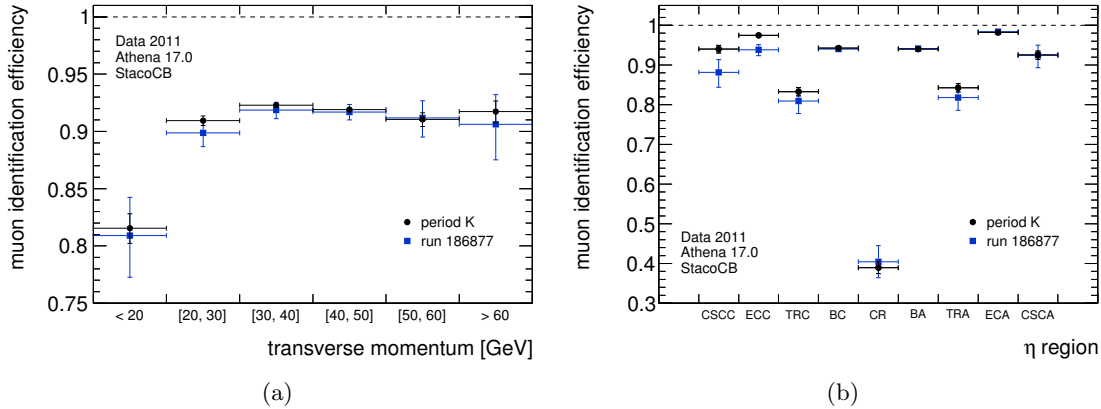 muon identification efficiency
1
0.95
0.9
0.85
0.8
0.75
Data 2011
Athena 17.0
StacoCB
period K
run 186877
< 20 [20, 30] [30, 40] [40, 50] [50, 60] > 60
transverse momentum [GeV]
(a)
muon identification efficiency
1
0.9
0.8
0.7
0.6
0.5
0.4
0.3
period K
run 186877
Data 2011
Athena 17.0
StacoCB
CSCC ECC TRC BC CR BA TRA ECA CSCA
η region
(b)